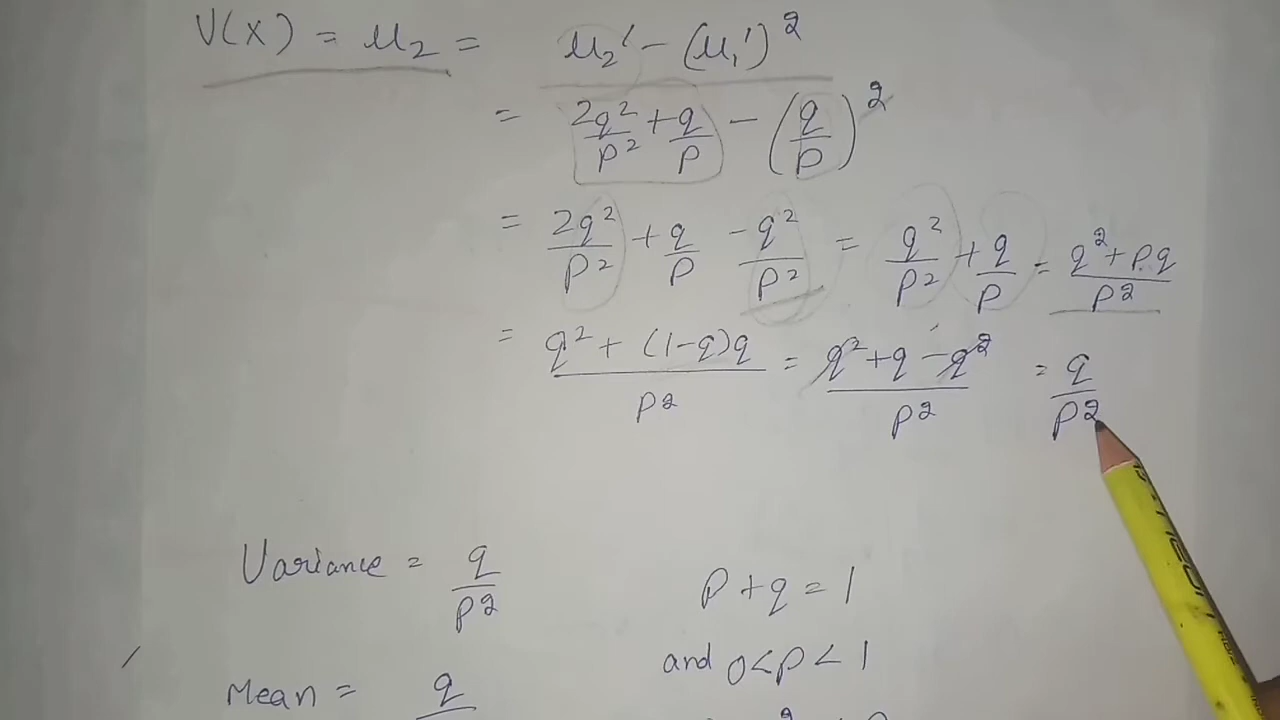 V(X) = μ₂ = μ₂' − (μ₁')²
= 2q²/p² + q/p − (q/p)²
= 2q²/p² + q/p − q²/p² = q²/p² + q/p = q²+pq/p²
= q² + (1−q)q/p² = q² + q − q²/p² = q/p²
Variance = q/p²
p + q = 1
and 0<p<1
Mean = q